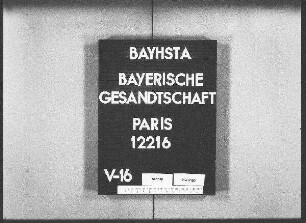 BAYHSTA
BAYERISCHE
GESANDTSCHAFT
PARIS
12216
V-16